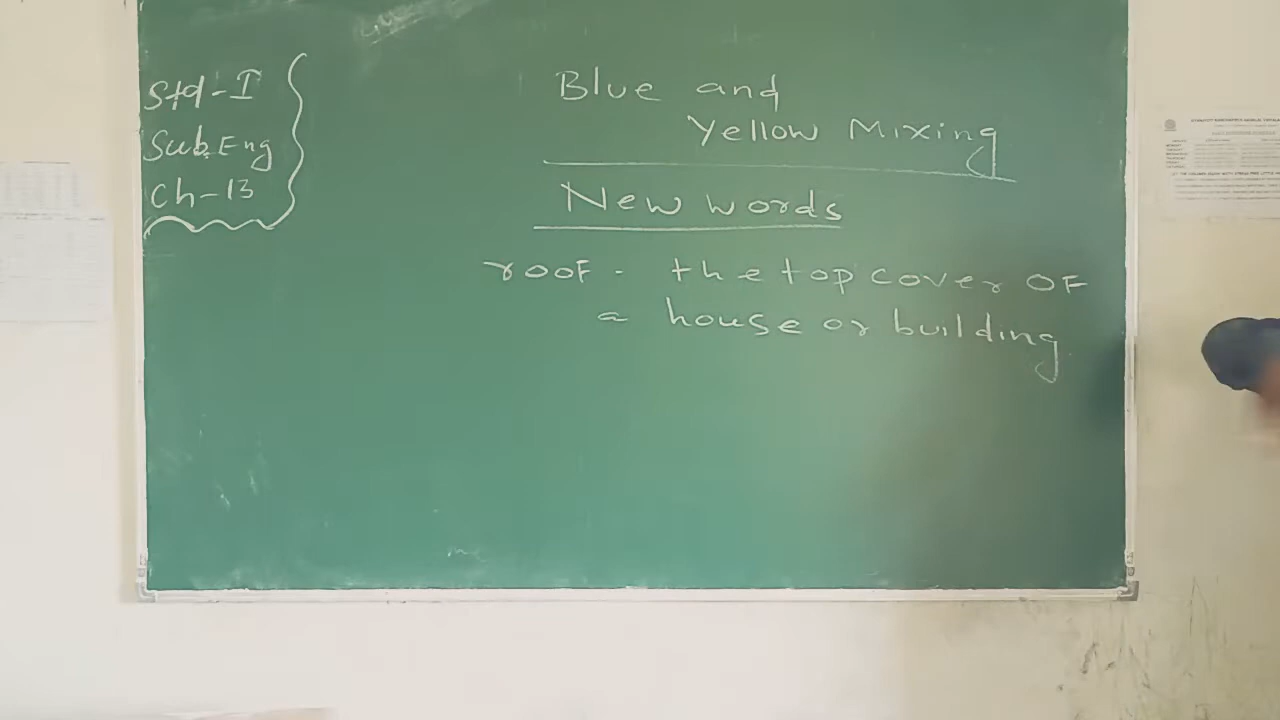 Std-I
Sub.Eng
Ch-13
Blue and
Yellow Mixing
New words
roof - the top cover of
a house or building